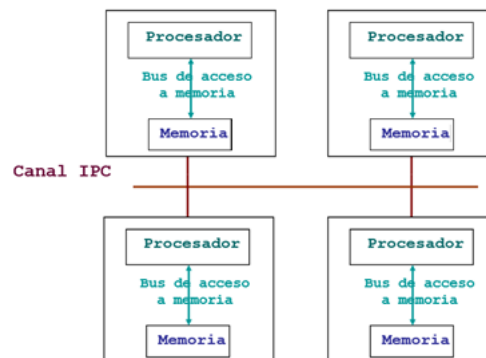 Procesador
Bus de acceso
a memoria
Memoria
Procesador
Bus de acceso
a memoria
Memoria
Canal IPC
Procesador
Bus de acceso
a memoria
Memoria
Procesador
Bus de acceso
a memoria
Memoria